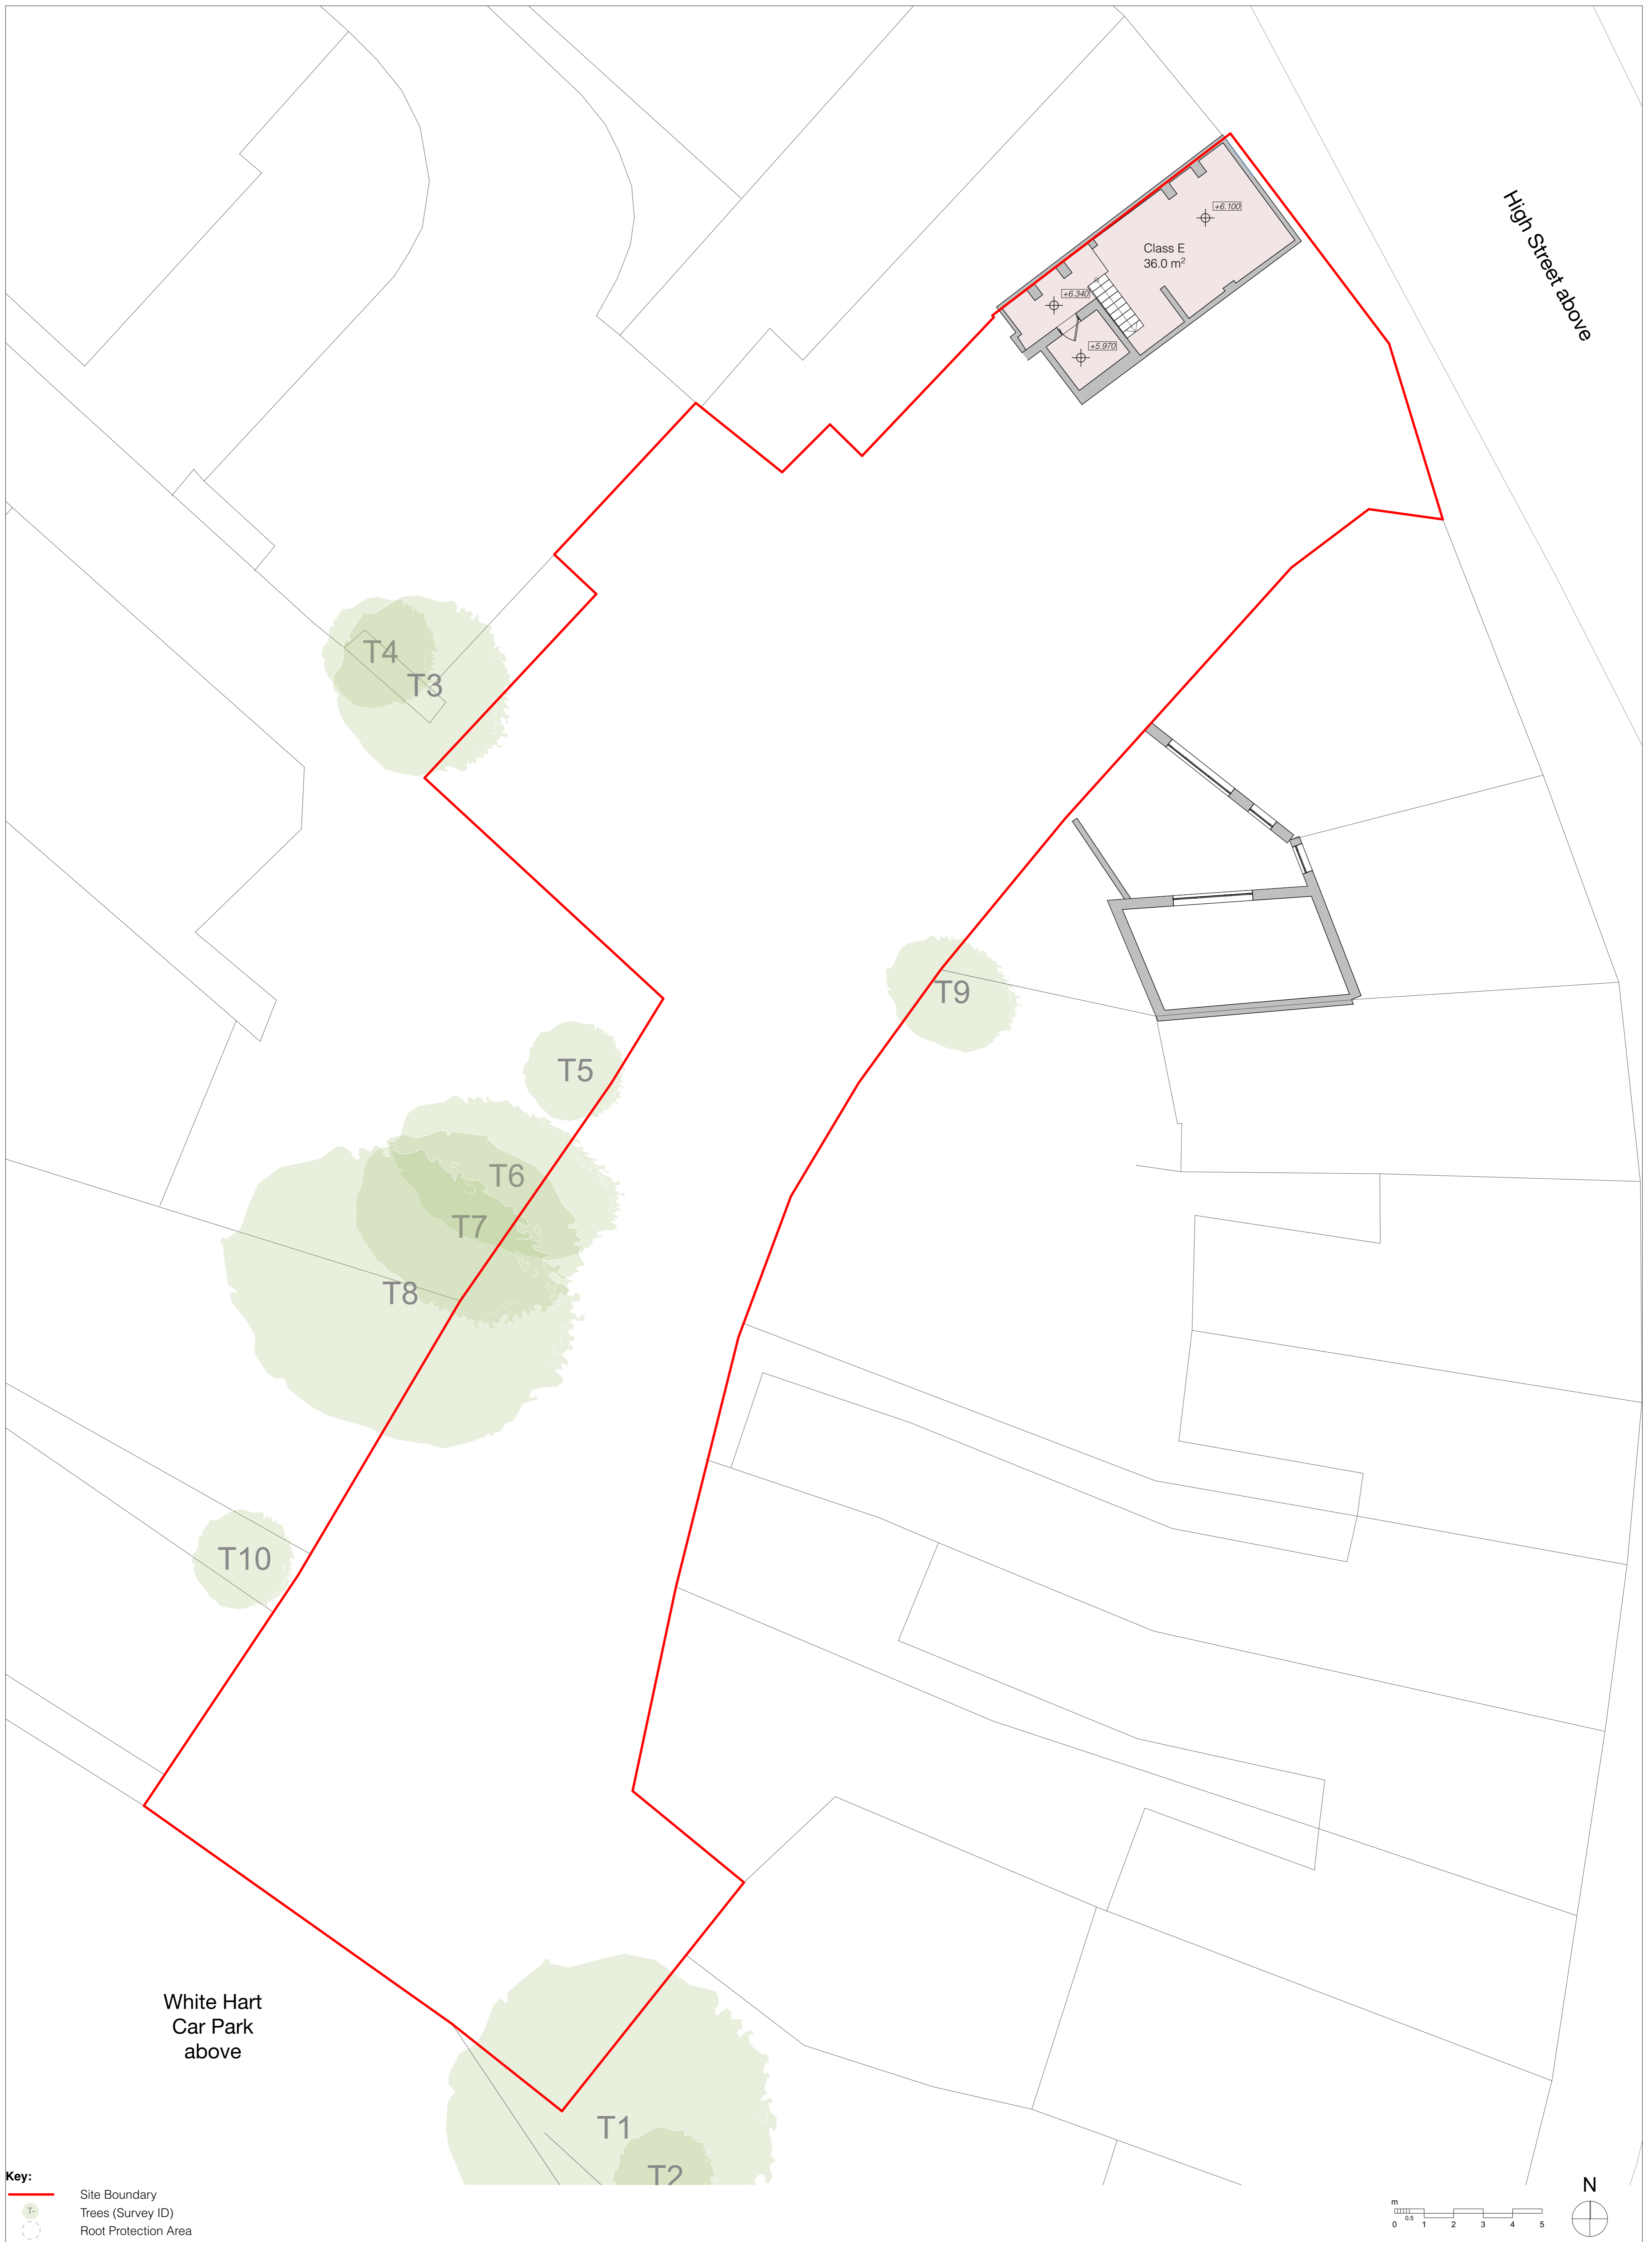 High Street above
+6.100
Class E
36.0 m²
+6.340
+5.970
T4
T3
T9
T5
T6
T7
T8
T10
White Hart
Car Park
above
T1
T2
Key:
Site Boundary
T-
Trees (Survey ID)
Root Protection Area
m
0 0.5 1 2 3 4 5
N